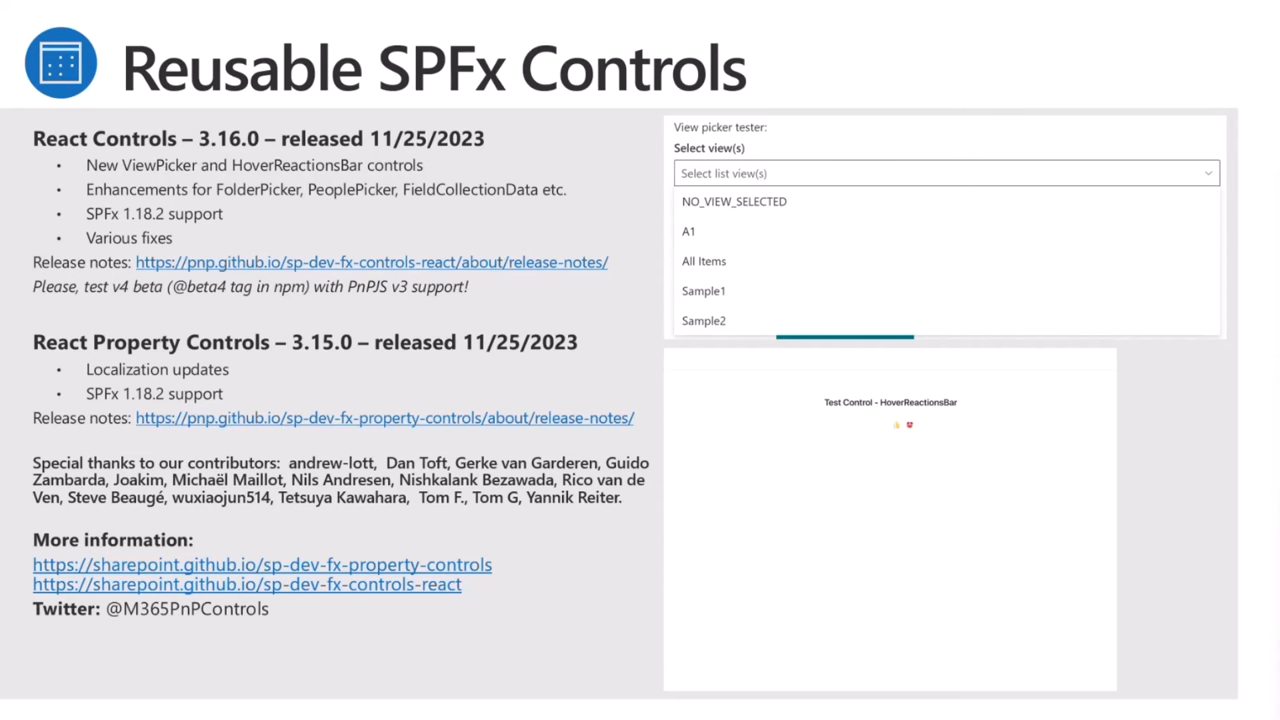 Reusable SPFx Controls
React Controls – 3.16.0 – released 11/25/2023
• New ViewPicker and HoverReactionsBar controls
• Enhancements for FolderPicker, PeoplePicker, FieldCollectionData etc.
• SPFx 1.18.2 support
• Various fixes
Release notes: https://pnp.github.io/sp-dev-fx-controls-react/about/release-notes/
Please, test v4 beta (@beta4 tag in npm) with PnPJS v3 support!
React Property Controls – 3.15.0 – released 11/25/2023
• Localization updates
• SPFx 1.18.2 support
Release notes: https://pnp.github.io/sp-dev-fx-property-controls/about/release-notes/
Special thanks to our contributors: andrew-lott, Dan Toft, Gerke van Garderen, Guido
Zambarda, Joakim, Michaël Maillot, Nils Andresen, Nishkalank Bezawada, Rico van de
Ven, Steve Beaugé, wuxiaojun514, Tetsuya Kawahara, Tom F., Tom G, Yannik Reiter.
More information:
https://sharepoint.github.io/sp-dev-fx-property-controls
https://sharepoint.github.io/sp-dev-fx-controls-react
Twitter: @M365PnPControls
View picker tester:
Select view(s)
Select list view(s)
NO_VIEW_SELECTED
A1
All Items
Sample1
Sample2
Test Control - HoverReactionsBar